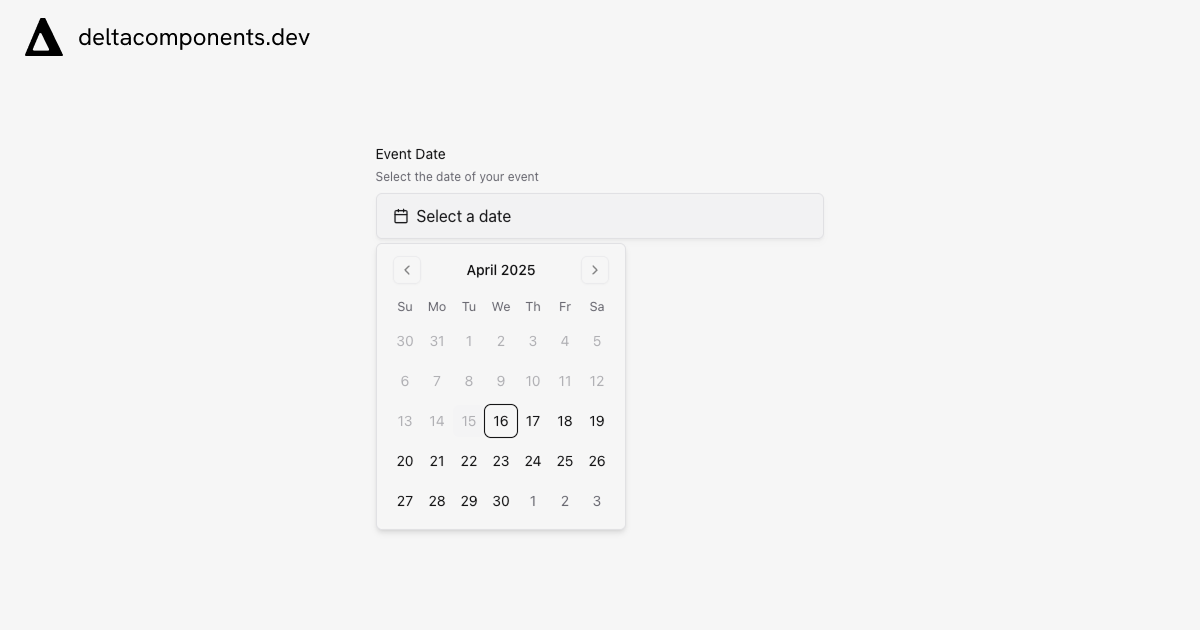 deltacomponents.dev
Event Date
Select the date of your event
Select a date
April 2025
Su Mo Tu We Th Fr Sa
30 31 1 2 3 4 5
6 7 8 9 10 11 12
13 14 15 16 17 18 19
20 21 22 23 24 25 26
27 28 29 30 1 2 3